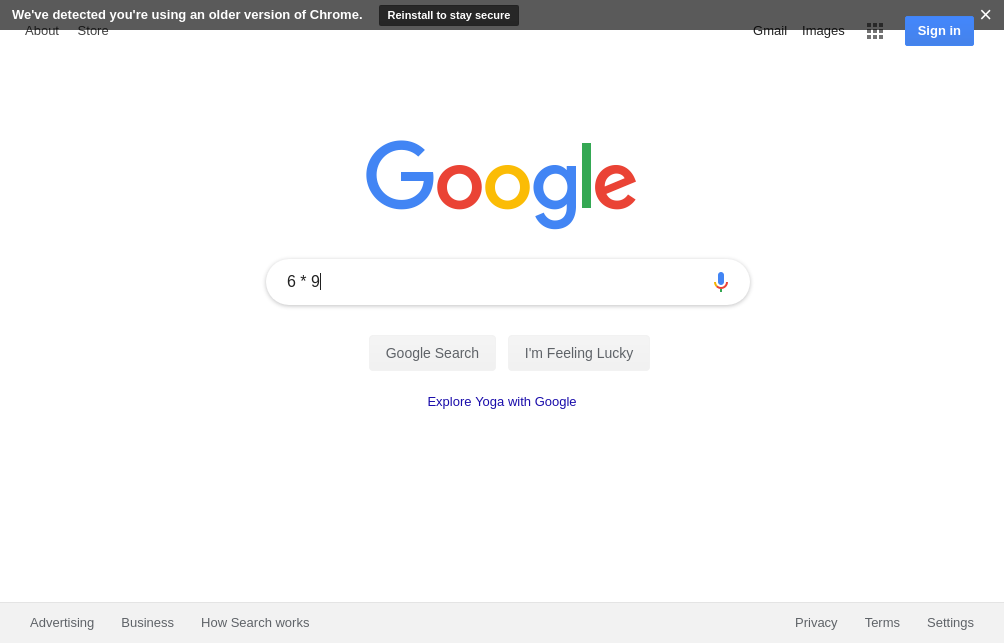 We've detected you're using an older version of Chrome. Reinstall to stay secure ×
About Store Gmail Images Sign in
Google
6 * 9
Google Search I'm Feeling Lucky
Explore Yoga with Google
Advertising Business How Search works Privacy Terms Settings